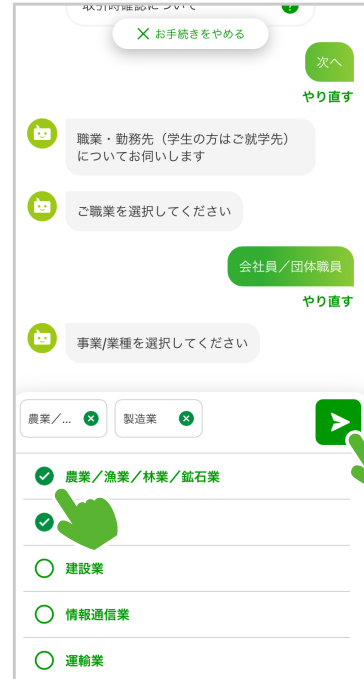 お手続きをやめる
次へ
やり直す
職業・勤務先（学生の方はご就学先）
についてお伺いします
ご職業を選択してください
会社員／団体職員
やり直す
事業/業種を選択してください
農業／...
製造業
農業／漁業／林業／鉱石業
建設業
情報通信業
運輸業